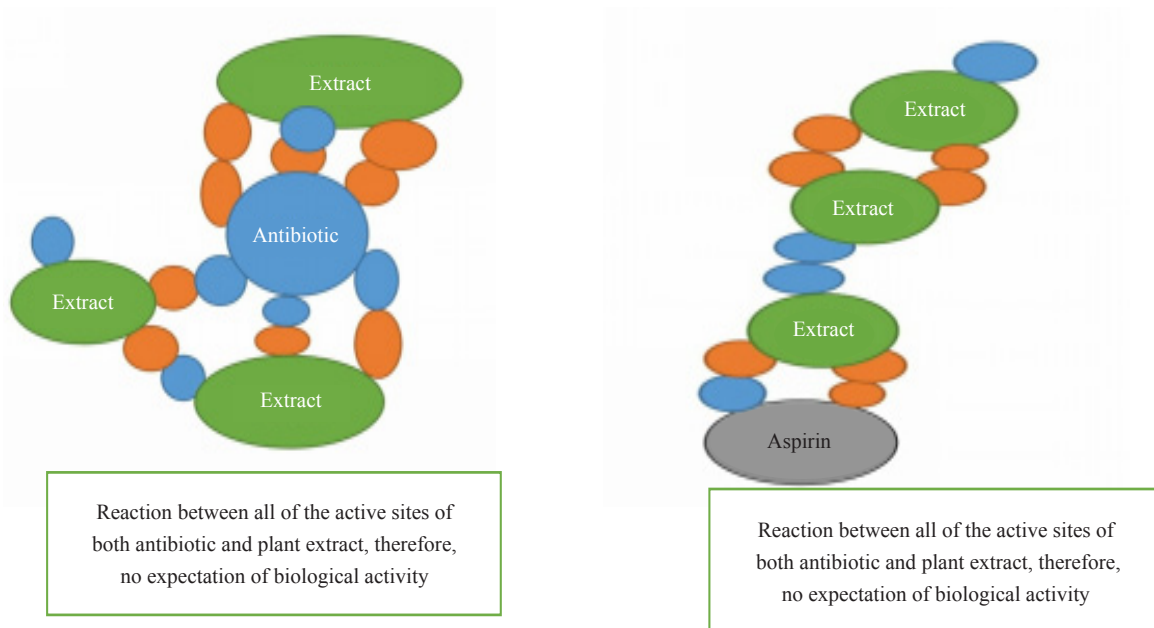 Extract
Antibiotic
Extract
Extract
Reaction between all of the active sites of
both antibiotic and plant extract, therefore,
no expectation of biological activity
Extract
Extract
Extract
Aspirin
Reaction between all of the active sites of
both antibiotic and plant extract, therefore,
no expectation of biological activity